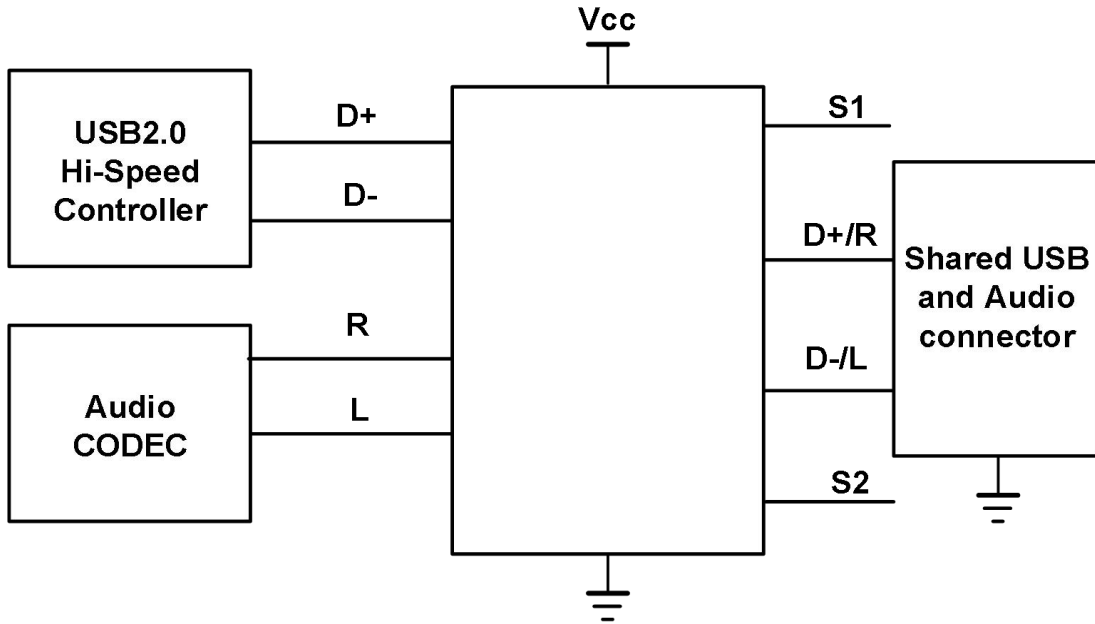 Vcc
USB2.0
Hi-Speed
Controller
D+
D-
Audio
CODEC
R
L
S1
D+/R
D-/L
S2
Shared USB
and Audio
connector